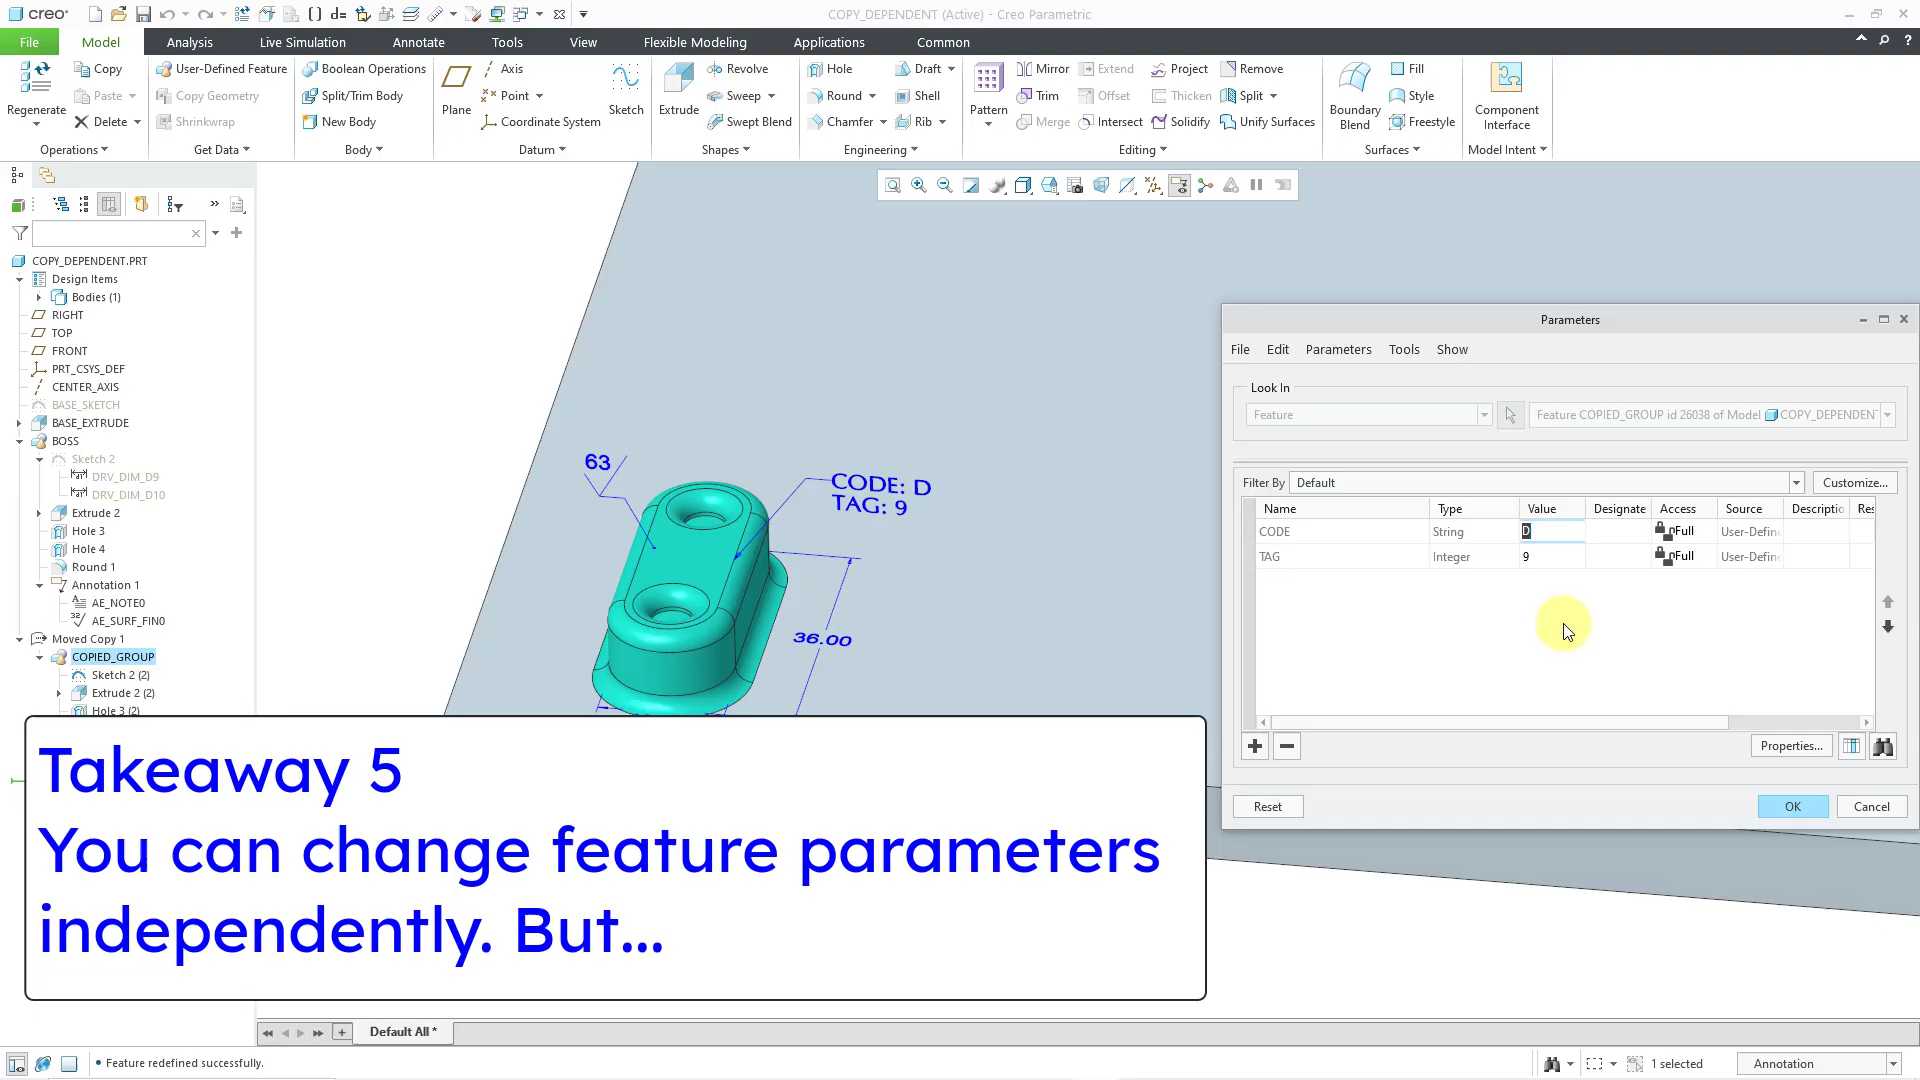 creo
COPY_DEPENDENT (Active) - Creo Parametric
File
Model
Analysis
Live Simulation
Annotate
Tools
View
Flexible Modeling
Applications
Common
Regenerate
Copy
Paste
Delete
Operations
User-Defined Feature
Copy Geometry
Shrinkwrap
Get Data
Boolean Operations
Split/Trim Body
New Body
Body
Plane
Axis
Point
Coordinate System
Sketch
Datum
Extrude
Revolve
Sweep
Swept Blend
Shapes
Hole
Round
Chamfer
Draft
Shell
Rib
Engineering
Pattern
Mirror
Trim
Merge
Extend
Offset
Intersect
Project
Thicken
Solidify
Remove
Split
Unify Surfaces
Editing
Boundary
Blend
Fill
Style
Freestyle
Surfaces
Component
Interface
Model Intent
COPY_DEPENDENT.PRT
Design Items
Bodies (1)
RIGHT
TOP
FRONT
PRT_CSYS_DEF
CENTER_AXIS
BASE_SKETCH
BASE_EXTRUDE
BOSS
Sketch 2
DRV_DIM_D9
DRV_DIM_D10
Extrude 2
Hole 3
Hole 4
Round 1
Annotation 1
AE_NOTE0
AE_SURF_FIN0
Moved Copy 1
COPIED_GROUP
Sketch 2 (2)
Extrude 2 (2)
Hole 3 (2)
63
CODE: D
TAG: 9
36.00
Parameters
File Edit Parameters Tools Show
Look In
Feature
Feature COPIED_GROUP id 26038 of Model COPY_DEPENDENT
Filter By Default Customize...
Name Type Value Designate Access Source Descriptio Res
CODE String D Full User-Define
TAG Integer 9 Full User-Define
Properties...
Reset OK Cancel
Takeaway 5
You can change feature parameters
independently. But...
Default All *
Feature redefined successfully.
1 selected
Annotation